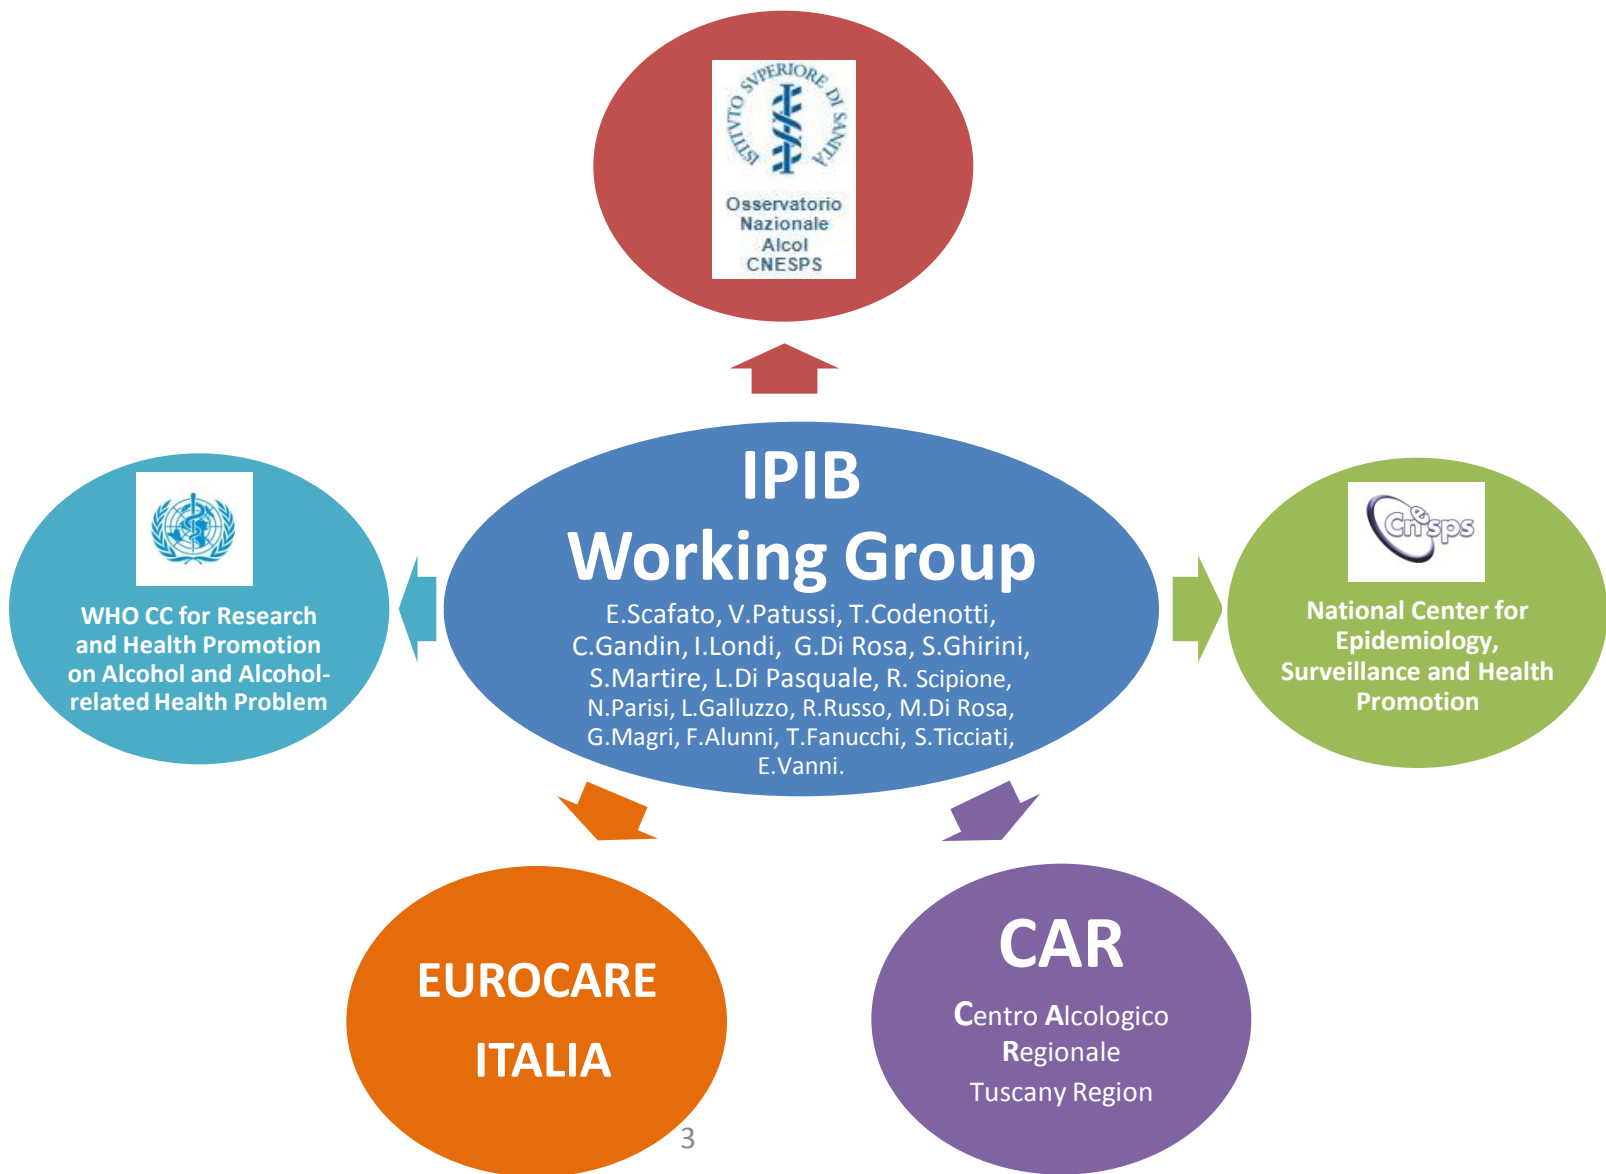 ISTITVTO SVPERIORE DI SANITA
Osservatorio
Nazionale
Alcol
CNESPS
IPIB
Working Group
E.Scafato, V.Patussi, T.Codenotti,
C.Gandin, I.Londi, G.Di Rosa, S.Ghirini,
S.Martire, L.Di Pasquale, R. Scipione,
N.Parisi, L.Galluzzo, R.Russo, M.Di Rosa,
G.Magri, F.Alunni, T.Fanucchi, S.Ticciati,
E.Vanni.
WHO CC for Research
and Health Promotion
on Alcohol and Alcohol-
related Health Problem
Cnesps
National Center for
Epidemiology,
Surveillance and Health
Promotion
EUROCARE
ITALIA
CAR
Centro Alcologico
Regionale
Tuscany Region
3